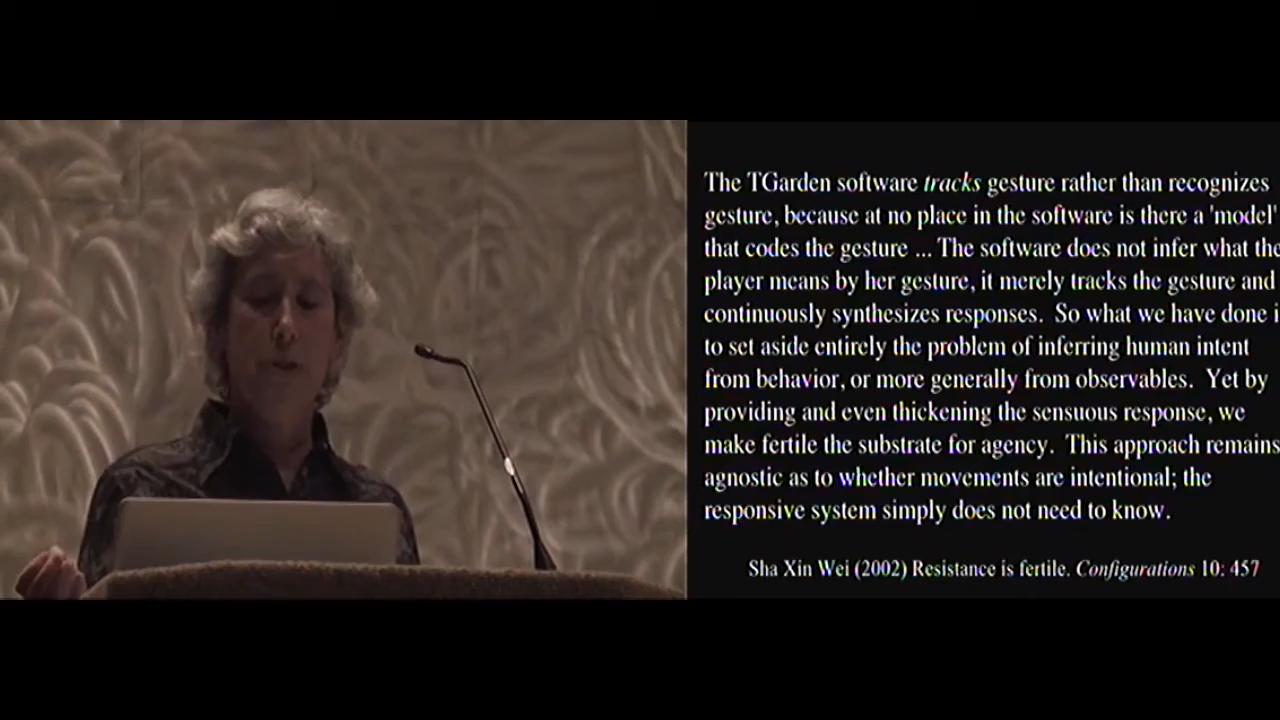 The TGarden software tracks gesture rather than recognizes
gesture, because at no place in the software is there a 'model'
that codes the gesture ... The software does not infer what the
player means by her gesture, it merely tracks the gesture and
continuously synthesizes responses.  So what we have done i
to set aside entirely the problem of inferring human intent
from behavior, or more generally from observables.  Yet by
providing and even thickening the sensuous response, we
make fertile the substrate for agency.  This approach remains
agnostic as to whether movements are intentional; the
responsive system simply does not need to know.
Sha Xin Wei (2002) Resistance is fertile. Configurations 10: 457